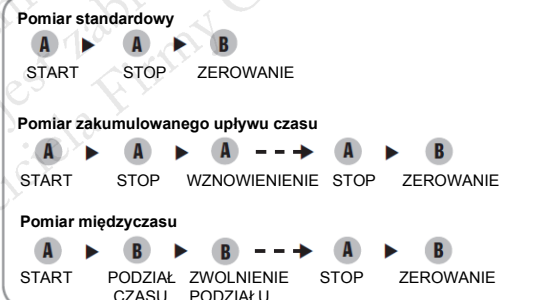 Pomiar standardowy
A A B
START STOP ZEROWANIE
Pomiar zakumulowanego upływu czasu
A A A A B
START STOP WZNOWIENIENIE STOP ZEROWANIE
Pomiar międzyczasu
A B B A B
START PODZIAŁ ZWOLNIENIE STOP ZEROWANIE
CZASU PODZIAŁU